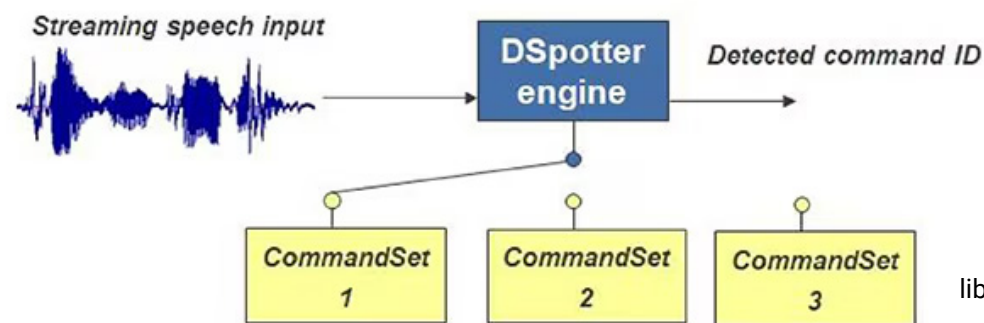 Streaming speech input
DSpotter
engine
Detected command ID
CommandSet
1
CommandSet
2
CommandSet
3
lib